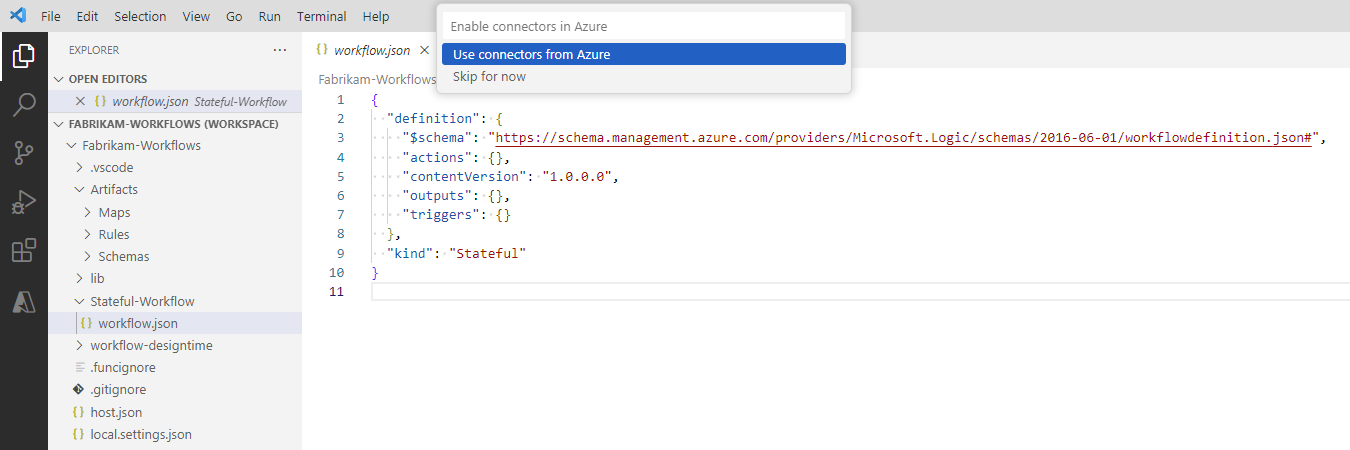 File Edit Selection View Go Run Terminal Help
Enable connectors in Azure
Use connectors from Azure
Skip for now
EXPLORER
OPEN EDITORS
workflow.json Stateful-Workflow
FABRIKAM-WORKFLOWS (WORKSPACE)
Fabrikam-Workflows
.vscode
Artifacts
Maps
Rules
Schemas
lib
Stateful-Workflow
workflow.json
workflow-designtime
.funcignore
.gitignore
host.json
local.settings.json
workflow.json
Fabrikam-Workflows
1 {
2 "definition": {
3 "$schema": "https://schema.management.azure.com/providers/Microsoft.Logic/schemas/2016-06-01/workflowdefinition.json#",
4 "actions": {},
5 "contentVersion": "1.0.0.0",
6 "outputs": {},
7 "triggers": {}
8 },
9 "kind": "Stateful"
10 }
11